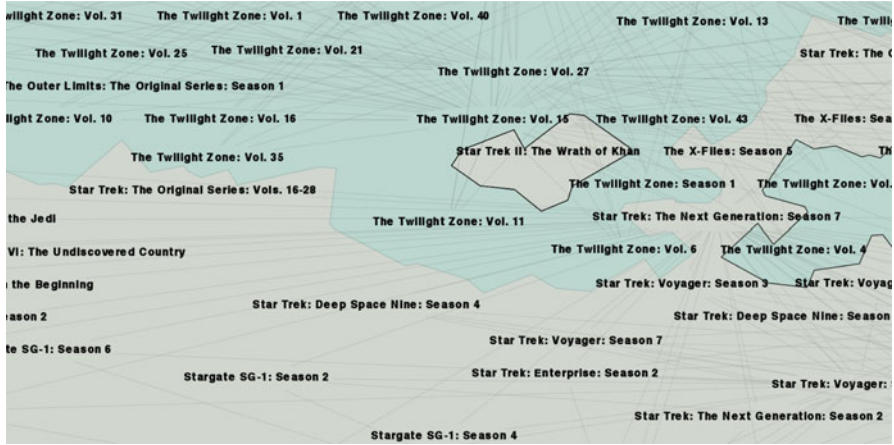 wilight Zone: Vol. 31
The Twilight Zone: Vol. 1
The Twilight Zone: Vol. 40
The Twilight Zone: Vol. 13
The Twili
The Twilight Zone: Vol. 25
The Twilight Zone: Vol. 21
Star Trek: The O
The Twilight Zone: Vol. 27
The Outer Limits: The Original Series: Season 1
light Zone: Vol. 10
The Twilight Zone: Vol. 16
The Twilight Zone: Vol. 15
The Twilight Zone: Vol. 43
The X-Files: Sea
The Twilight Zone: Vol. 35
Star Trek II: The Wrath of Khan
The X-Files: Season 5
Th
Star Trek: The Original Series: Vols. 16-28
The Twilight Zone: Season 1
The Twilight Zone: Vol.
the Jedi
The Twilight Zone: Vol. 11
Star Trek: The Next Generation: Season 7
VI: The Undiscovered Country
The Twilight Zone: Vol. 6
The Twilight Zone: Vol. 4
the Beginning
Star Trek: Voyager: Season 3
Star Trek: Voyag
eason 2
Star Trek: Deep Space Nine: Season 4
Star Trek: Deep Space Nine: Season
te SG-1: Season 6
Star Trek: Voyager: Season 7
Stargate SG-1: Season 2
Star Trek: Enterprise: Season 2
Star Trek: Voyager:
Star Trek: The Next Generation: Season 2
Stargate SG-1: Season 4